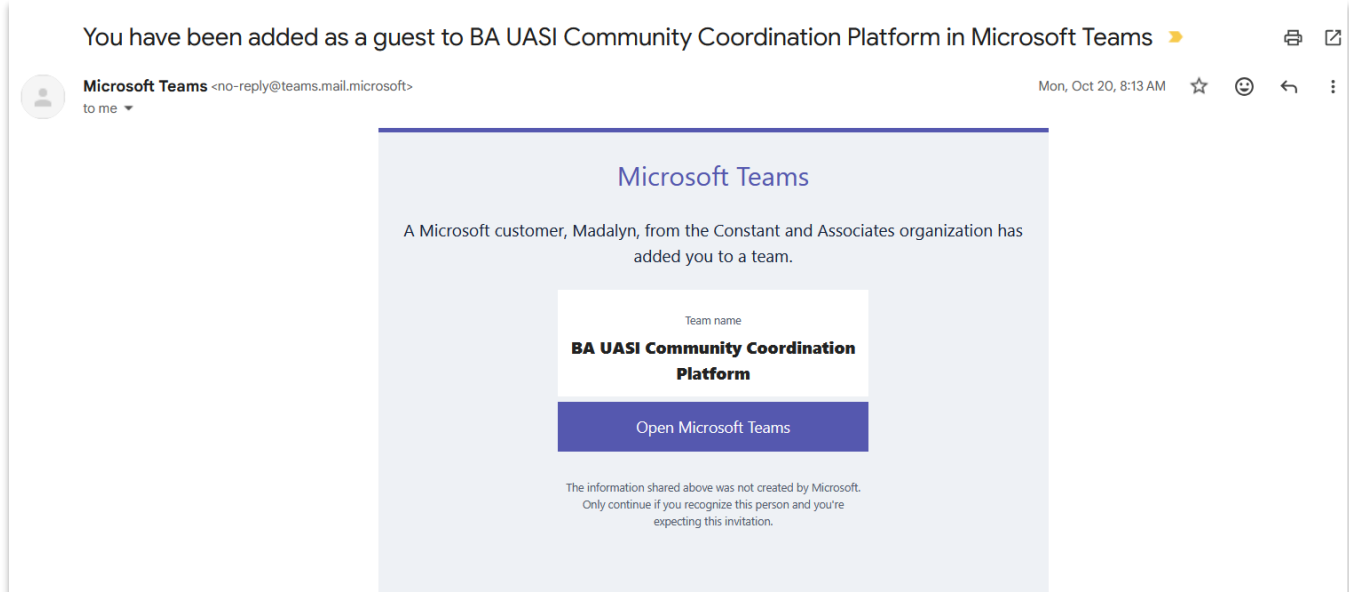 You have been added as a guest to BA UASI Community Coordination Platform in Microsoft Teams
Microsoft Teams <no-reply@teams.mail.microsoft>
Mon, Oct 20, 8:13 AM
to me
Microsoft Teams
A Microsoft customer, Madalyn, from the Constant and Associates organization has
added you to a team.
Team name
BA UASI Community Coordination
Platform
Open Microsoft Teams
The information shared above was not created by Microsoft.
Only continue if you recognize this person and you're
expecting this invitation.